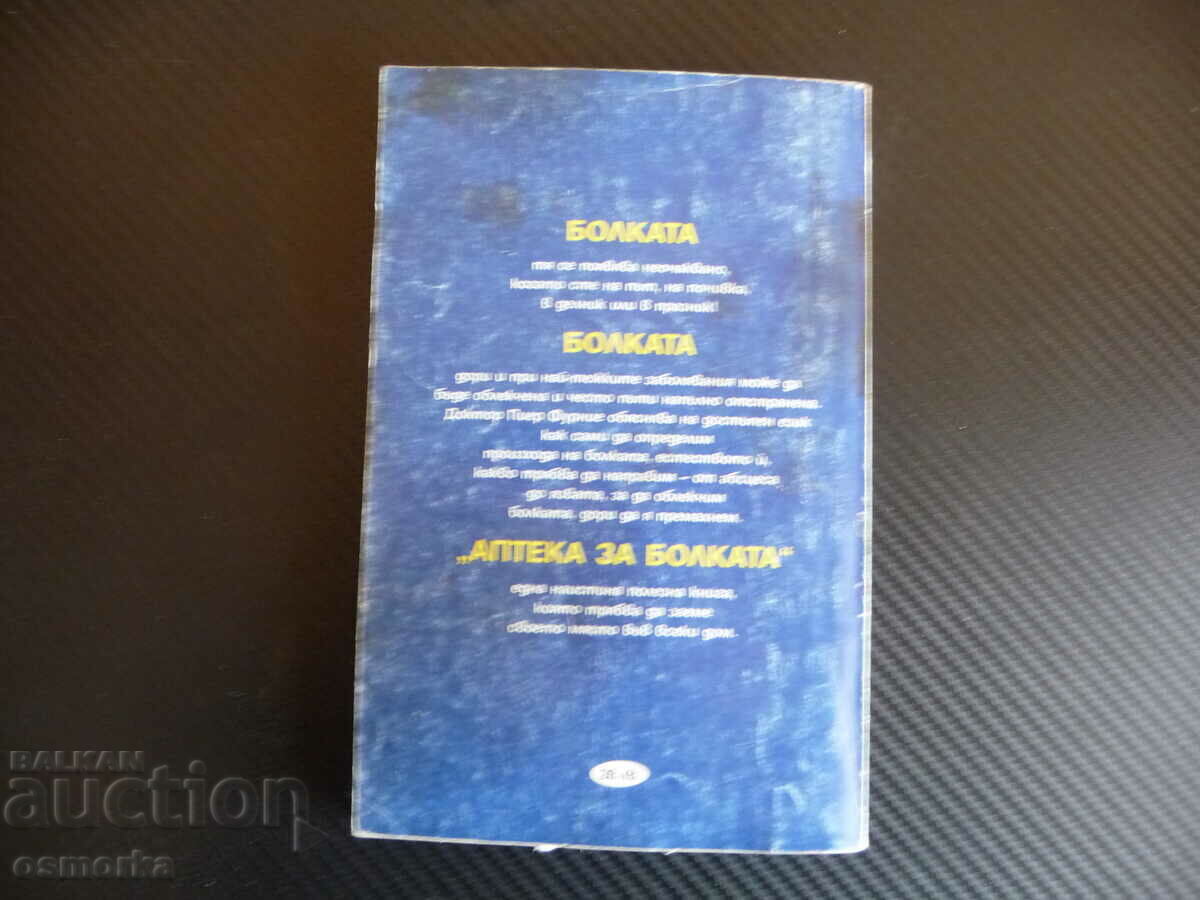 БОЛКАТА
тя се появява неочаквано,
когато сте на път, на почивка,
в делник или в празник!
БОЛКАТА
дори и при най-тежките заболявания може да
бъде облекчена и често пъти напълно отстранена.
Доктор Пиер Фурние обяснява на достъпен език
как сами да определим
произхода на болката, естеството ѝ,
какво трябва да направим – от абсцеса
до язвата, за да облекчим
болката, дори да я премахнем.
„АПТЕКА ЗА БОЛКАТА“
една наистина полезна книга,
която трябва да заеме
своето място във всеки дом.
BALKAN
auction
osmorka